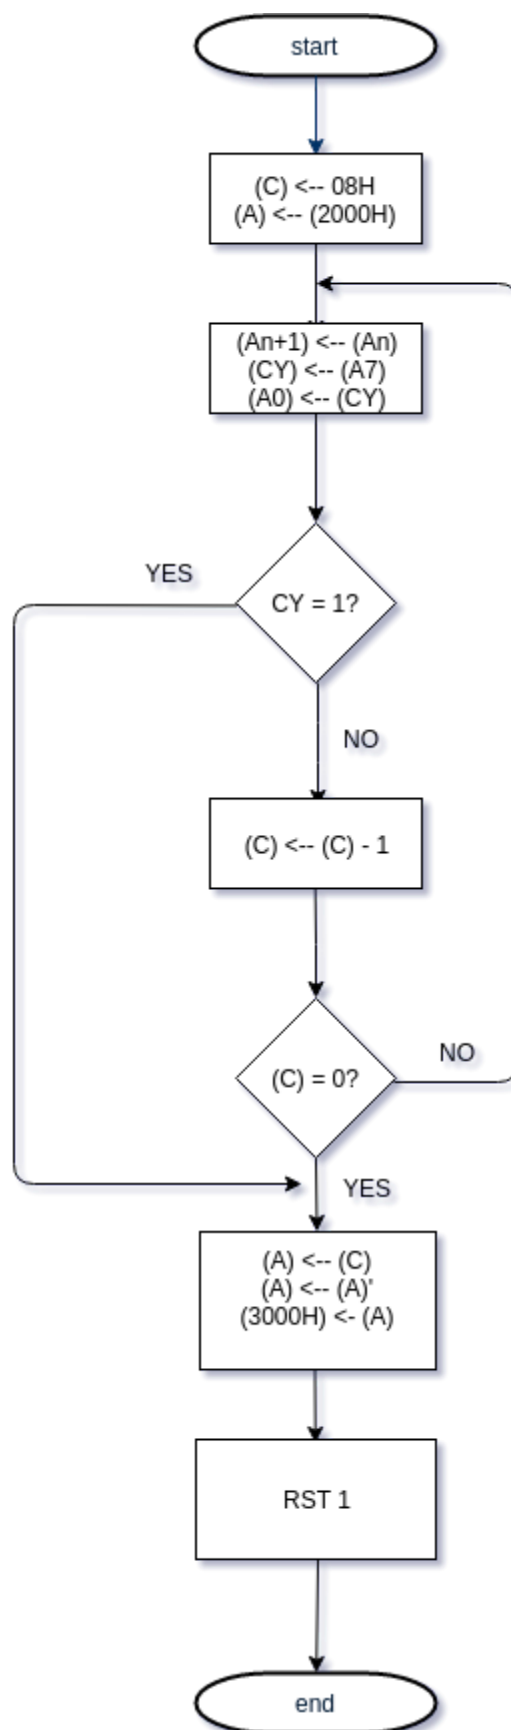 start
(C) <-- 08H
(A) <-- (2000H)
(An+1) <-- (An)
(CY) <-- (A7)
(A0) <-- (CY)
YES
CY = 1?
NO
(C) <-- (C) - 1
NO
(C) = 0?
YES
(A) <-- (C)
(A) <-- (A)'
(3000H) <- (A)
RST 1
end